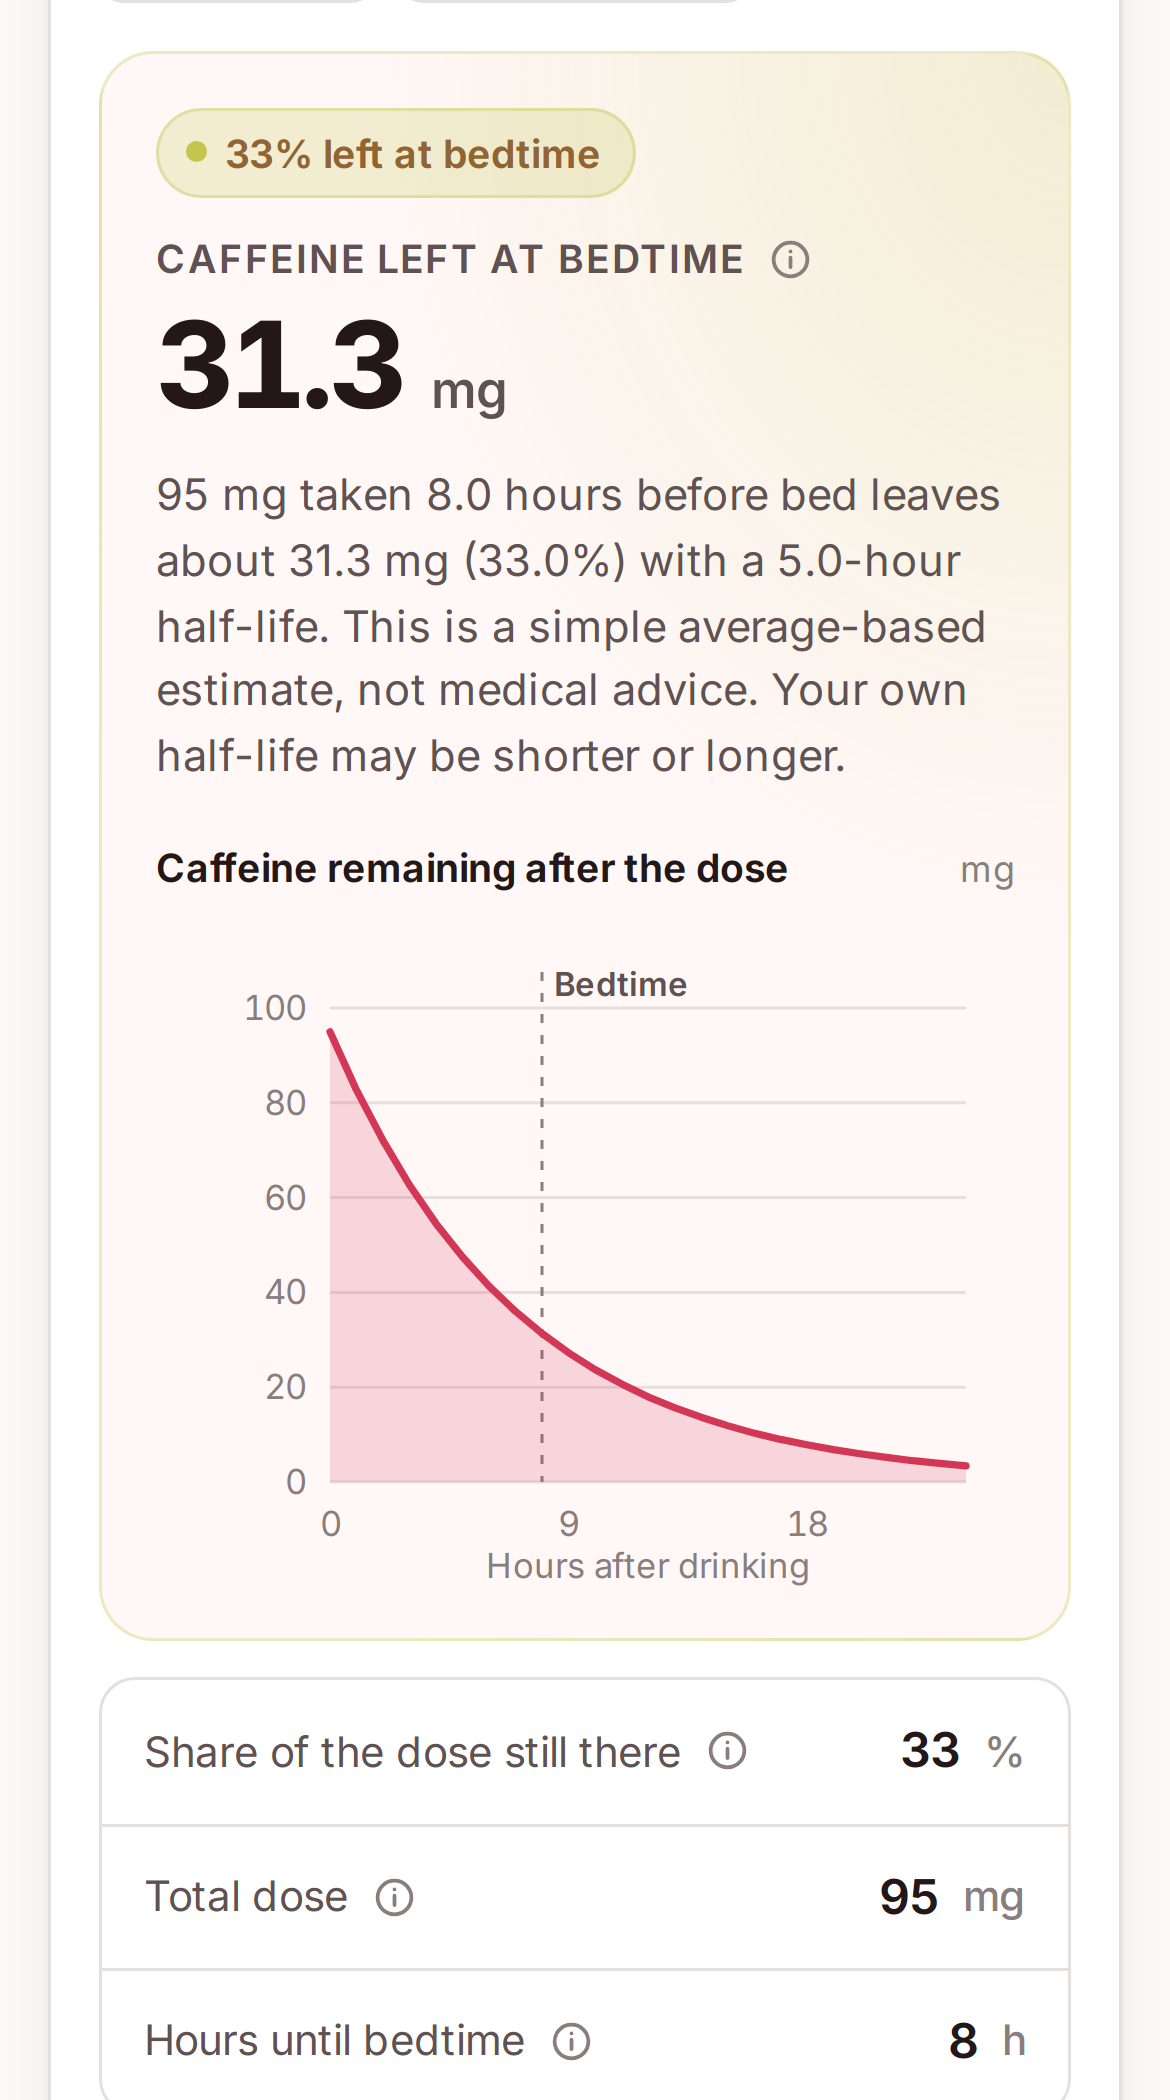 33% left at bedtime
CAFFEINE LEFT AT BEDTIME
31.3 mg
95 mg taken 8.0 hours before bed leaves
about 31.3 mg (33.0%) with a 5.0-hour
half-life. This is a simple average-based
estimate, not medical advice. Your own
half-life may be shorter or longer.
Caffeine remaining after the dose mg
Bedtime
100
80
60
40
20
0
0 9 18
Hours after drinking
Share of the dose still there 33 %
Total dose 95 mg
Hours until bedtime 8 h